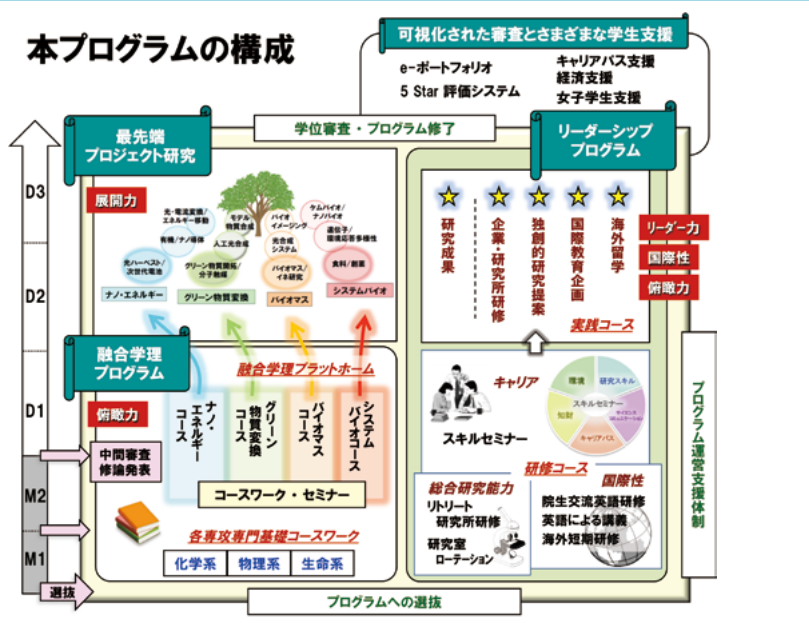 本プログラムの構成
可視化された審査とさまざまな学生支援
e-ポートフォリオ
5 Star 評価システム
キャリアパス支援
経済支援
女子学生支援
学位審査・プログラム修了
最先端
プロジェクト研究
リーダーシップ
プログラム
D3
D2
D1
M2
M1
展開力
光・電流変換/
エネルギー移動
有機/ナノ導体
光ハーベスト/
次世代電池
ナノ・エネルギー
モデル
物質合成
人工光合成
グリーン物質開拓/
分子触媒
グリーン物質変換
バイオ
イメージング
光合成
システム
バイオマス/
イネ研究
バイオマス
ケムバイオ/
ナノバイオ
遺伝子/
環境応答多様性
食料/創薬
システムバイオ
研究成果
企業・研究所研修
独創的研究提案
国際教育企画
海外留学
リーダー力
国際性
俯瞰力
実践コース
融合学理
プログラム
融合学理プラットホーム
俯瞰力
中間審査
修論発表
ナノ・
エネルギー
コース
グリーン
物質変換
コース
バイオマス
コース
システム
バイオコース
コースワーク・セミナー
各専攻専門基礎コースワーク
化学系
物理系
生命系
選抜
キャリア
スキルセミナー
環境
研究スキル
スキルセミナー
知財
キャリアパス
研修コース
総合研究能力
リトリート
研究所研修
研究室
ローテーション
国際性
院生交流英語研修
英語による講義
海外短期研修
プログラム運営支援体制
プログラムへの選抜